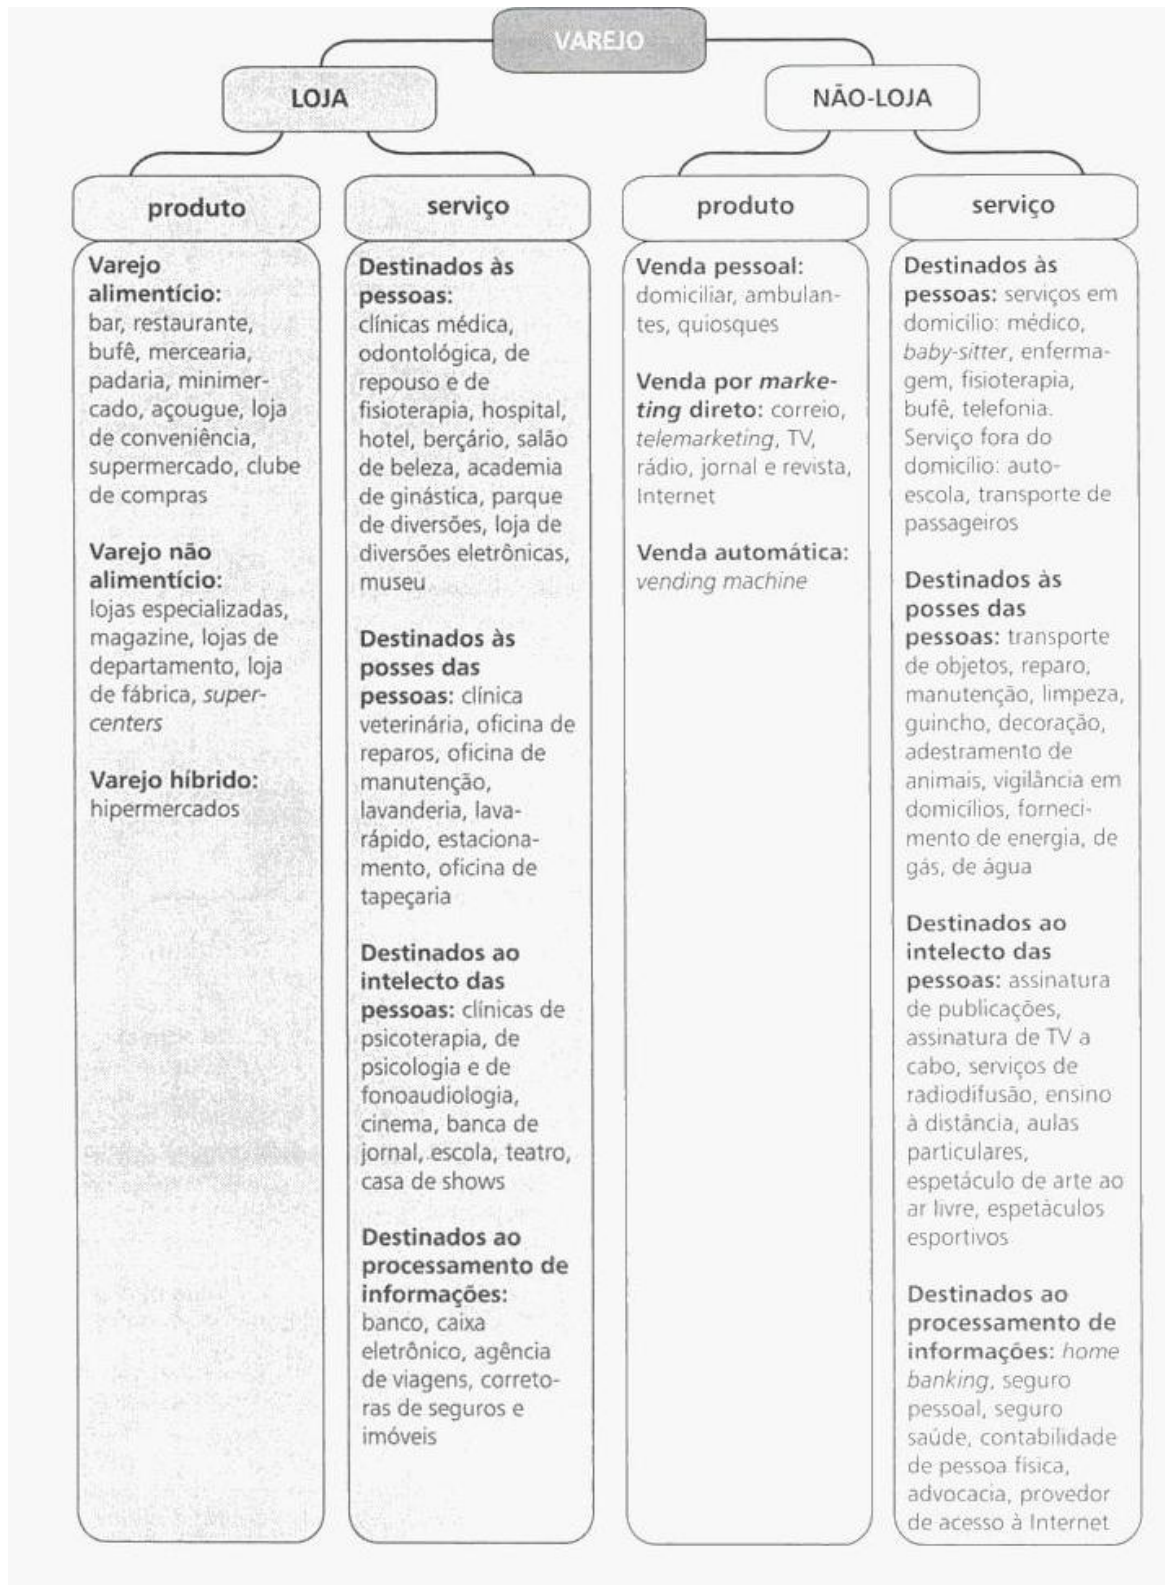 VAREJO
LOJA
NÃO-LOJA
produto
serviço
produto
serviço
Varejo
alimentício:
bar, restaurante,
bufê, mercearia,
padaria, minimer-
cado, açougue, loja
de conveniência,
supermercado, clube
de compras
Varejo não
alimentício:
lojas especializadas,
magazine, lojas de
departamento, loja
de fábrica, super-
centers
Varejo híbrido:
hipermercados
Destinados às
pessoas:
clínicas médica,
odontológica, de
repouso e de
fisioterapia, hospital,
hotel, berçário, salão
de beleza, academia
de ginástica, parque
de diversões, loja de
diversões eletrônicas,
museu
Destinados às
posses das
pessoas: clínica
veterinária, oficina de
reparos, oficina de
manutenção,
lavanderia, lava-
rápido, estaciona-
mento, oficina de
tapeçaria
Destinados ao
intelecto das
pessoas: clínicas de
psicoterapia, de
psicologia e de
fonoaudiologia,
cinema, banca de
jornal, escola, teatro,
casa de shows
Destinados ao
processamento de
informações:
banco, caixa
eletrônico, agência
de viagens, correto-
ras de seguros e
imóveis
Venda pessoal:
domiciliar, ambulan-
tes, quiosques
Venda por marke-
ting direto: correio,
telemarketing, TV,
rádio, jornal e revista,
Internet
Venda automática:
vending machine
Destinados às
pessoas: serviços em
domicílio: médico,
baby-sitter, enferma-
gem, fisioterapia,
bufê, telefonia.
Serviço fora do
domicílio: auto-
escola, transporte de
passageiros
Destinados às
posses das
pessoas: transporte
de objetos, reparo,
manutenção, limpeza,
guincho, decoração,
adestramento de
animais, vigilância em
domicílios, forneci-
mento de energia, de
gás, de água
Destinados ao
intelecto das
pessoas: assinatura
de publicações,
assinatura de TV a
cabo, serviços de
radiodifusão, ensino
à distância, aulas
particulares,
espetáculo de arte ao
ar livre, espetáculos
esportivos
Destinados ao
processamento de
informações: home
banking, seguro
pessoal, seguro
saúde, contabilidade
de pessoa física,
advocacia, provedor
de acesso à Internet